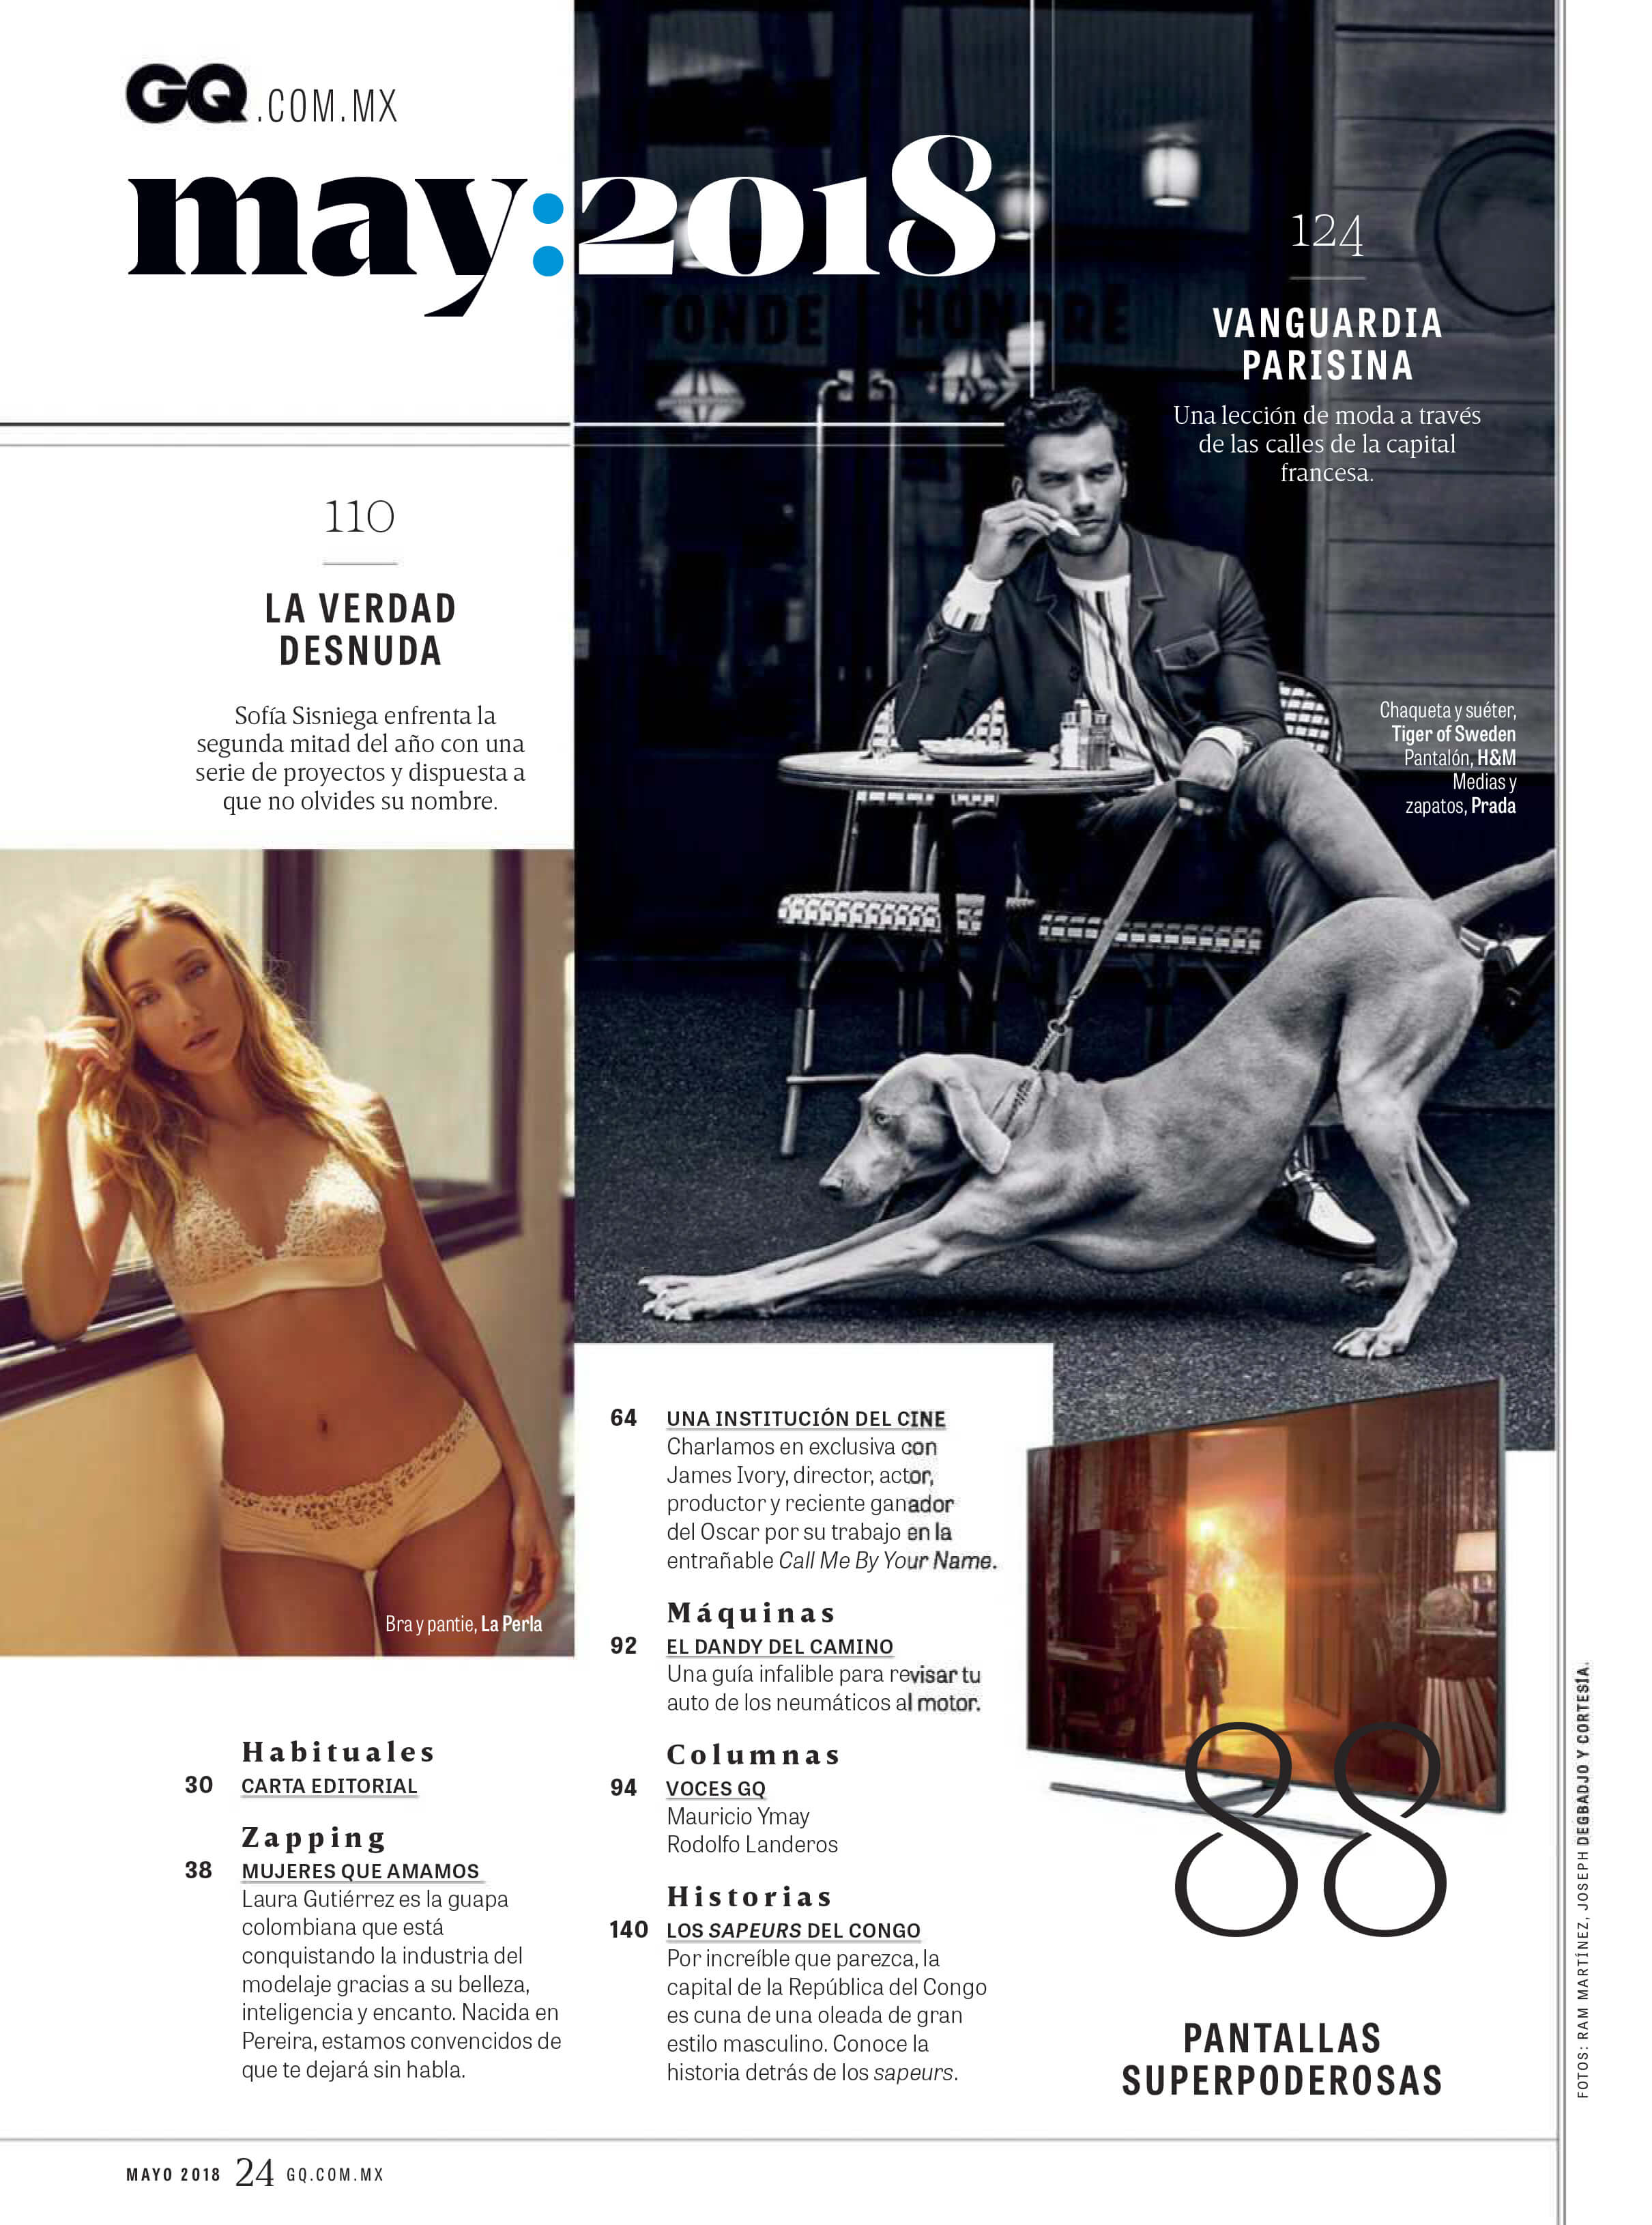 GQ.COM.MX
may:2018
124
VANGUARDIA
PARISINA
Una lección de moda a través
de las calles de la capital
francesa.
110
LA VERDAD
DESNUDA
Sofía Sisniega enfrenta la
segunda mitad del año con una
serie de proyectos y dispuesta a
que no olvides su nombre.
Chaqueta y suéter,
Tiger of Sweden
Pantalón, H&M
Medias y
zapatos, Prada
Bra y pantie, La Perla
Habituales
30 CARTA EDITORIAL
Zapping
38 MUJERES QUE AMAMOS
Laura Gutiérrez es la guapa
colombiana que está
conquistando la industria del
modelaje gracias a su belleza,
inteligencia y encanto. Nacida en
Pereira, estamos convencidos de
que te dejará sin habla.
64 UNA INSTITUCIÓN DEL CINE
Charlamos en exclusiva con
James Ivory, director, actor,
productor y reciente ganador
del Oscar por su trabajo en la
entrañable Call Me By Your Name.
Máquinas
92 EL DANDY DEL CAMINO
Una guía infalible para revisar tu
auto de los neumáticos al motor.
Columnas
94 VOCES GQ
Mauricio Ymay
Rodolfo Landeros
Historias
140 LOS SAPEURS DEL CONGO
Por increíble que parezca, la
capital de la República del Congo
es cuna de una oleada de gran
estilo masculino. Conoce la
historia detrás de los sapeurs.
88
PANTALLAS
SUPERPODEROSAS
FOTOS: RAM MARTÍNEZ, JOSEPH DEGBADJO Y CORTESÍA.
MAYO 2018 24 GQ.COM.MX